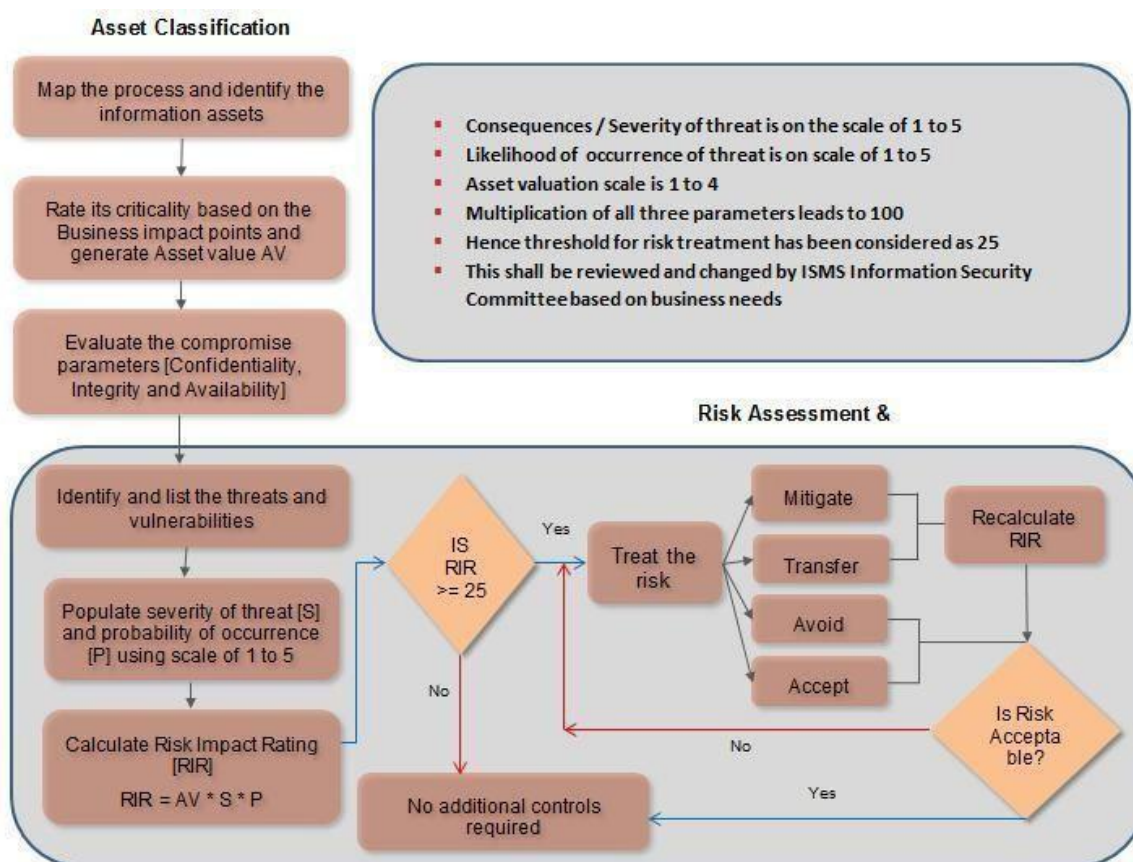 Asset Classification
Map the process and identify the
information assets
Rate its criticality based on the
Business impact points and
generate Asset value AV
Evaluate the compromise
parameters [Confidentiality,
Integrity and Availability]
Consequences / Severity of threat is on the scale of 1 to 5
Likelihood of occurrence of threat is on scale of 1 to 5
Asset valuation scale is 1 to 4
Multiplication of all three parameters leads to 100
Hence threshold for risk treatment has been considered as 25
This shall be reviewed and changed by ISMS Information Security
Committee based on business needs
Risk Assessment &
Identify and list the threats and
vulnerabilities
Populate severity of threat [S]
and probability of occurrence
[P] using scale of 1 to 5
Calculate Risk Impact Rating
[RIR]
RIR = AV * S * P
IS
RIR
>= 25
Yes
No
Treat the
risk
Mitigate
Transfer
Avoid
Accept
Recalculate
RIR
Is Risk
Accepta
ble?
No
Yes
No additional controls
required